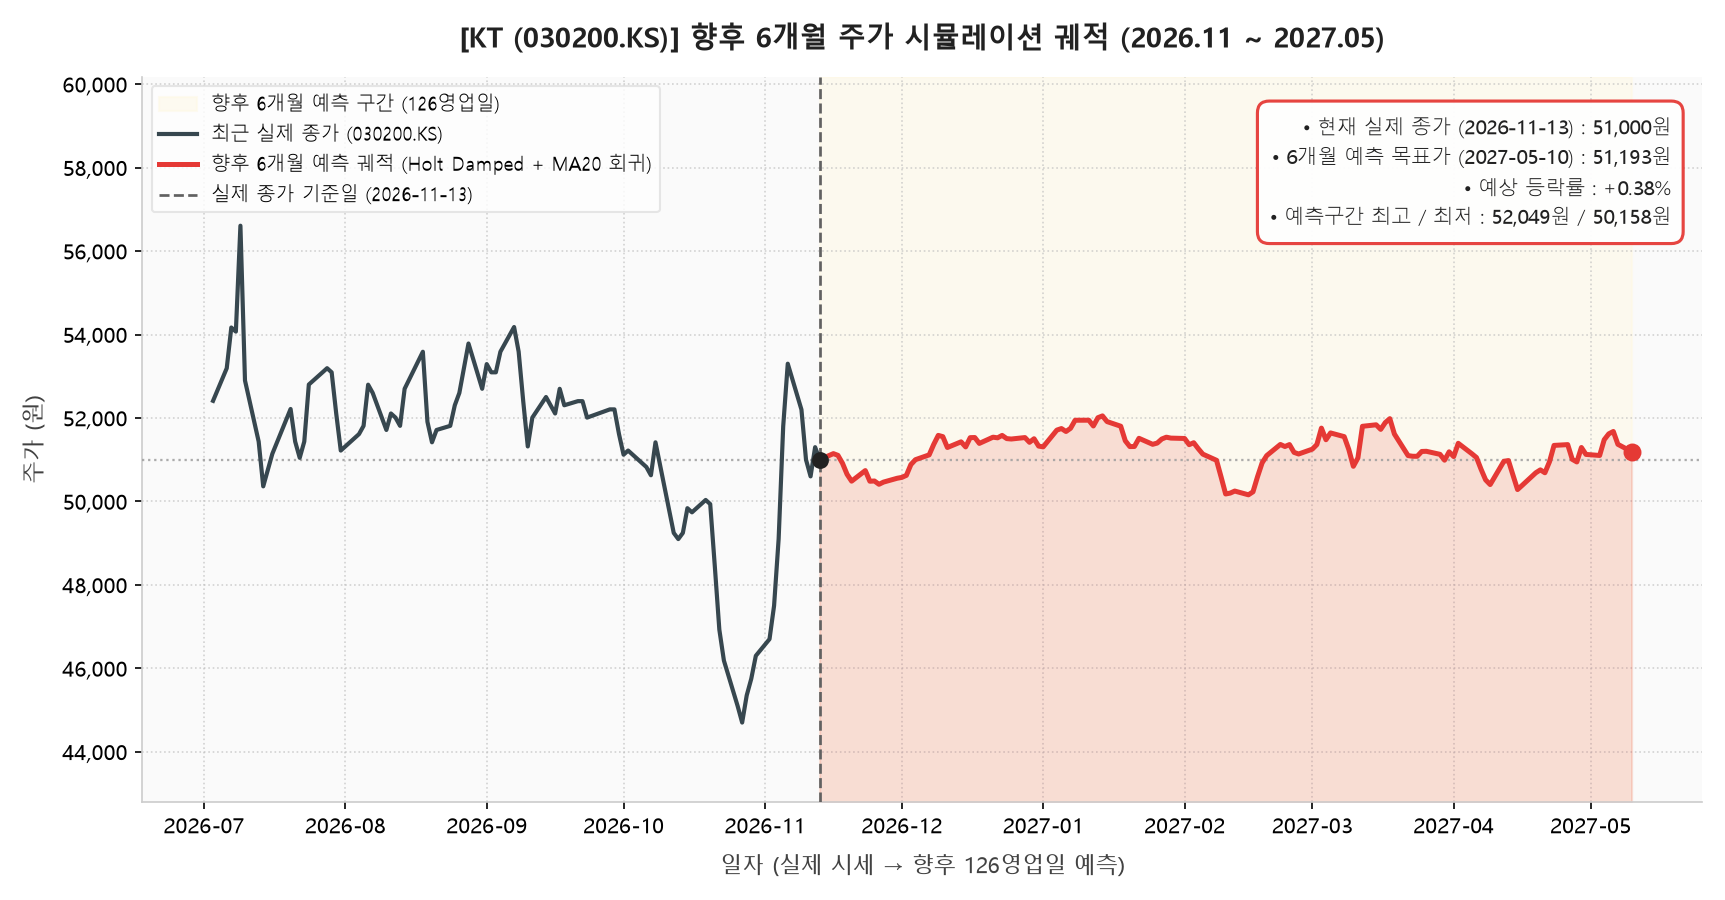 [KT (030200.KS)] 향후 6개월 주가 시뮬레이션 궤적 (2026.11 ~ 2027.05)
향후 6개월 예측 구간 (126영업일)
최근 실제 종가 (030200.KS)
향후 6개월 예측 궤적 (Holt Damped + MA20 회귀)
실제 종가 기준일 (2026-11-13)
• 현재 실제 종가 (2026-11-13) : 51,000원
• 6개월 예측 목표가 (2027-05-10) : 51,193원
• 예상 등락률 : +0.38%
• 예측구간 최고 / 최저 : 52,049원 / 50,158원
주가 (원)
60,000
58,000
56,000
54,000
52,000
50,000
48,000
46,000
44,000
2026-07 2026-08 2026-09 2026-10 2026-11 2026-12 2027-01 2027-02 2027-03 2027-04 2027-05
일자 (실제 시세 → 향후 126영업일 예측)